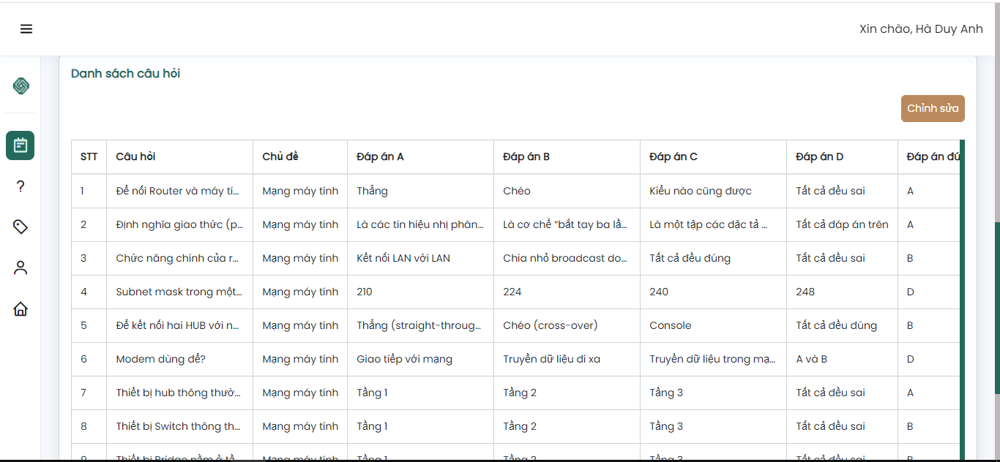 Xin chào, Hà Duy Anh
Danh sách câu hỏi
Chỉnh sửa
STT Câu hỏi Chủ đề Đáp án A Đáp án B Đáp án C Đáp án D Đáp án đú
1 Để nối Router và máy tí... Mạng máy tính Thẳng Chéo Kiểu nào cũng được Tất cả đều sai A
2 Định nghĩa giao thức (p... Mạng máy tính Là các tín hiệu nhị phân... Là cơ chế “bắt tay ba lầ... Là một tập các đặc tả ... Tất cả đáp án trên A
3 Chức năng chính của r... Mạng máy tính Kết nối LAN với LAN Chia nhỏ broadcast do... Tất cả đều đúng Tất cả đều sai B
4 Subnet mask trong một... Mạng máy tính 210 224 240 248 D
5 Để kết nối hai HUB với n... Mạng máy tính Thẳng (straight-throug... Chéo (cross-over) Console Tất cả đều đúng B
6 Modem dùng để? Mạng máy tính Giao tiếp với mạng Truyền dữ liệu đi xa Truyền dữ liệu trong mạ... A và B D
7 Thiết bị hub thông thườ... Mạng máy tính Tầng 1 Tầng 2 Tầng 3 Tất cả đều sai A
8 Thiết bị Switch thông th... Mạng máy tính Tầng 1 Tầng 2 Tầng 3 Tất cả đều sai B
9 Thiết bị Bridge nằm ở tầ... Mạng máy tính Tầng 1 Tầng 2 Tầng 3 Tất cả đều sai B